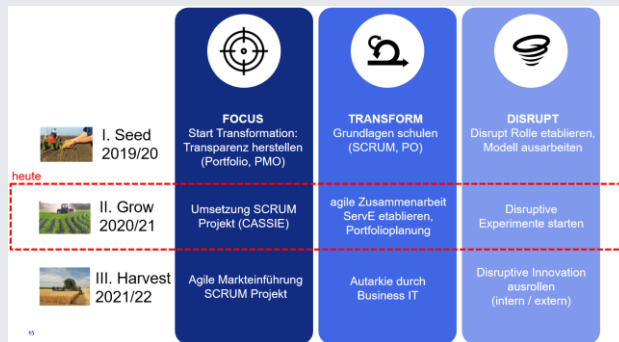 FOCUS
Start Transformation:
Transparenz herstellen
(Portfolio, PMO)
TRANSFORM
Grundlagen schulen
(SCRUM, PO)
DISRUPT
Disrupt Rolle etablieren,
Modell ausarbeiten
I. Seed
2019/20
heute
II. Grow
2020/21
Umsetzung SCRUM
Projekt (CASSIE)
agile Zusammenarbeit
ServE etablieren,
Portfolioplanung
Disruptive
Experimente starten
III. Harvest
2021/22
Agile Markteinführung
SCRUM Projekt
Autarkie durch
Business IT
Disruptive Innovation
ausrollen
(intern / extern)
15